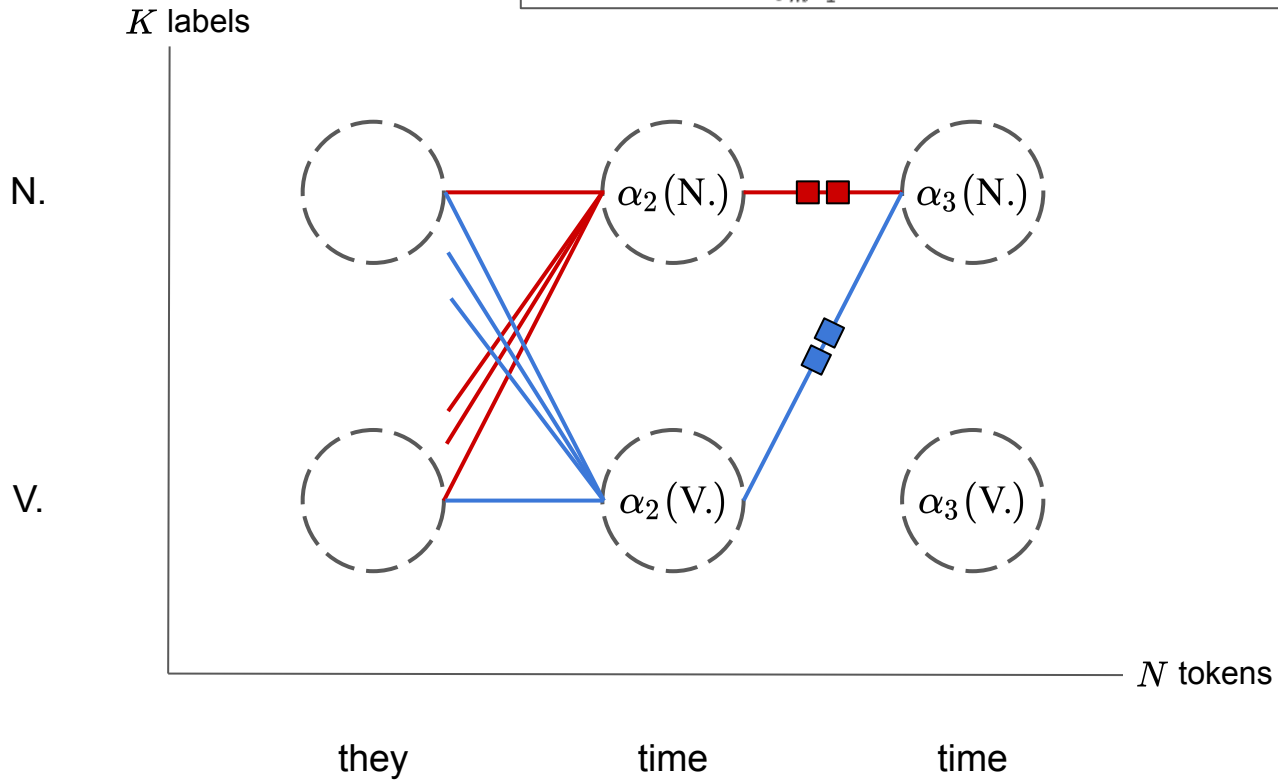 K labels
N.
α₂(N.)
α₃(N.)
V.
α₂(V.)
α₃(V.)
N tokens
they time time